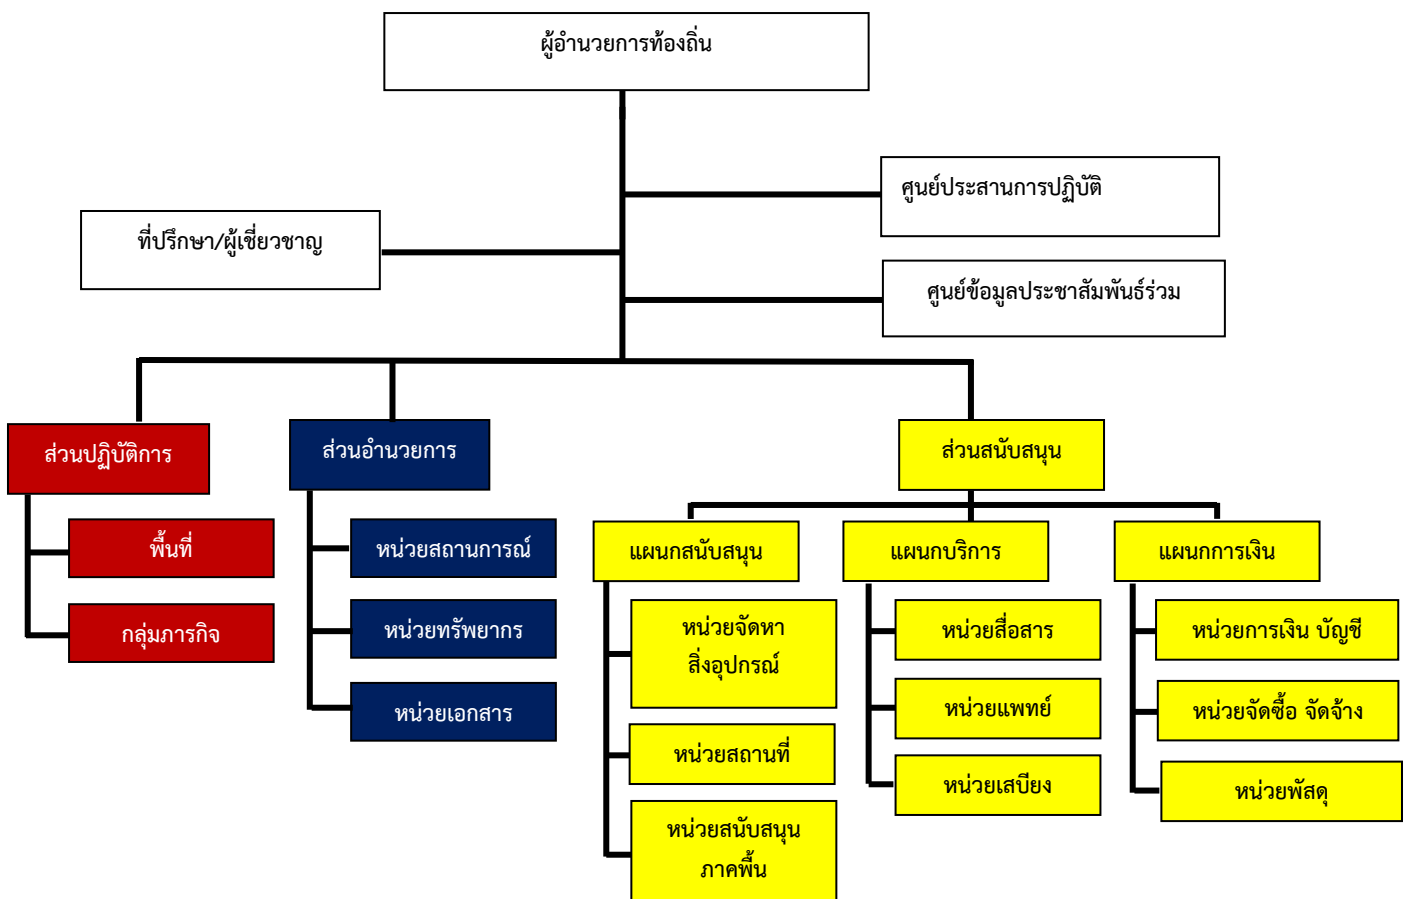 ผู้อำนวยการท้องถิ่น
ศูนย์ประสานการปฏิบัติ
ที่ปรึกษา/ผู้เชี่ยวชาญ
ศูนย์ข้อมูลประชาสัมพันธ์ร่วม
ส่วนปฏิบัติการ
ส่วนอำนวยการ
ส่วนสนับสนุน
พื้นที่
กลุ่มภารกิจ
หน่วยสถานการณ์
หน่วยทรัพยากร
หน่วยเอกสาร
แผนกสนับสนุน
แผนกบริการ
แผนกการเงิน
หน่วยจัดหา
สิ่งอุปกรณ์
หน่วยสถานที่
หน่วยสนับสนุน
ภาคพื้น
หน่วยสื่อสาร
หน่วยแพทย์
หน่วยเสบียง
หน่วยการเงิน บัญชี
หน่วยจัดซื้อ จัดจ้าง
หน่วยพัสดุ